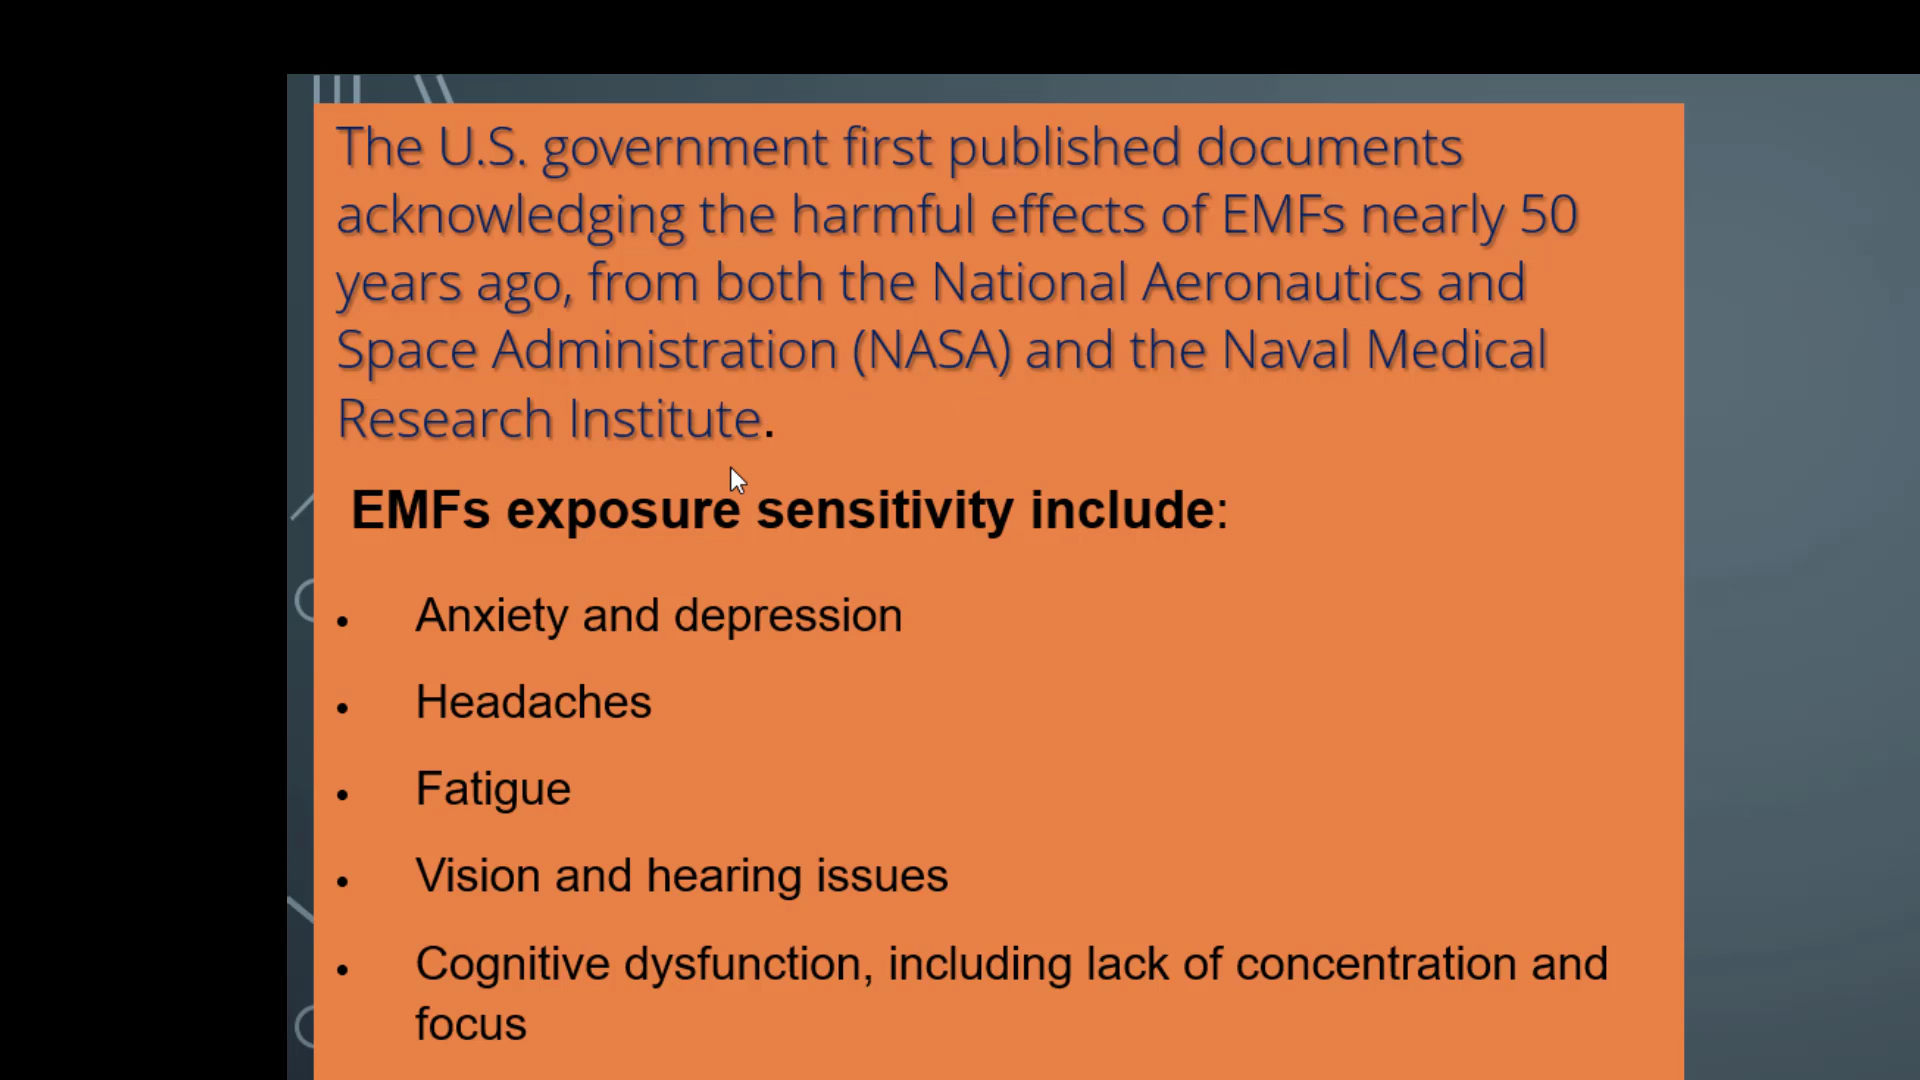 The U.S. government first published documents
acknowledging the harmful effects of EMFs nearly 50
years ago, from both the National Aeronautics and
Space Administration (NASA) and the Naval Medical
Research Institute.
EMFs exposure sensitivity include:
• Anxiety and depression
• Headaches
• Fatigue
• Vision and hearing issues
• Cognitive dysfunction, including lack of concentration and
focus